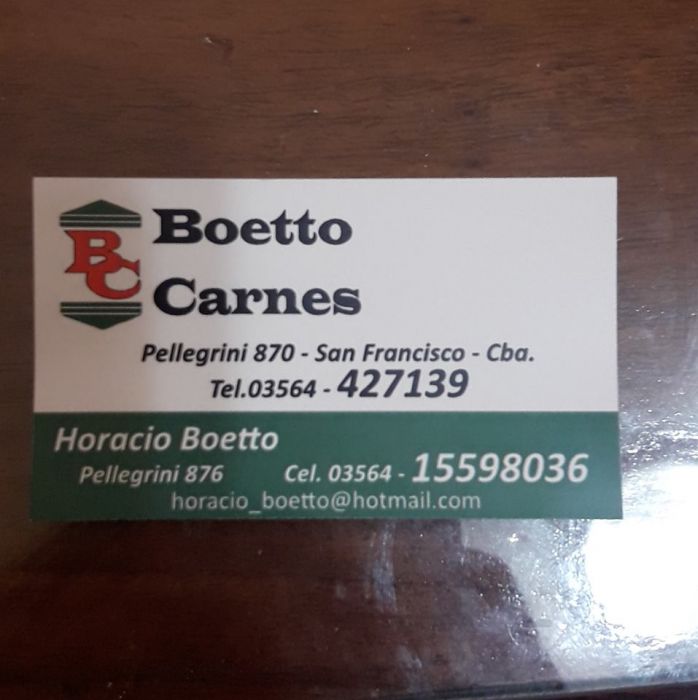 BC
Boetto
Carnes
Pellegrini 870 - San Francisco - Cba.
Tel.03564 - 427139
Horacio Boetto
Pellegrini 876
Cel. 03564 - 15598036
horacio_boetto@hotmail.com